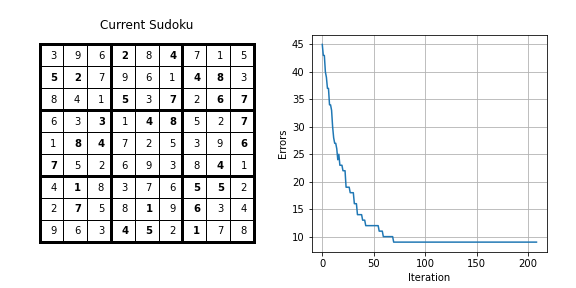 Current Sudoku
3 9 6 2 8 4 7 1 5
5 2 7 9 6 1 4 8 3
8 4 1 5 3 7 2 6 7
6 3 3 1 4 8 5 2 7
1 8 4 7 2 5 3 9 6
7 5 2 6 9 3 8 4 1
4 1 8 3 7 6 5 5 2
2 7 5 8 1 9 6 3 4
9 6 3 4 5 2 1 7 8
45
40
35
30
25
20
15
10
Errors
0 50 100 150 200
Iteration